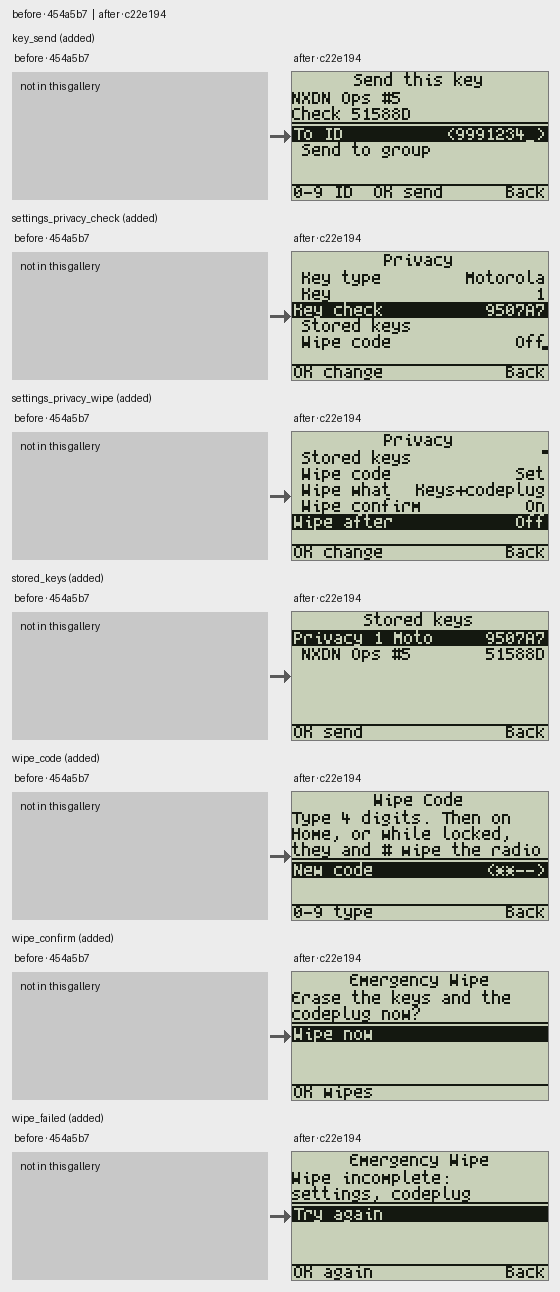 before · 454a5b7 | after · c22e194
key_send (added)
before · 454a5b7
after · c22e194
not in this gallery
Send this key
NXDN Ops #5
Check 51588D
To ID (9991234_)
Send to group
0-9 ID OK send Back
settings_privacy_check (added)
before · 454a5b7
after · c22e194
not in this gallery
Privacy
Key type Motorola
Key 1
Key check 9507A7
Stored keys
Wipe code Off
OK change Back
settings_privacy_wipe (added)
before · 454a5b7
after · c22e194
not in this gallery
Privacy
Stored keys
Wipe code Set
Wipe what Keys+codeplug
Wipe confirm On
Wipe after Off
OK change Back
stored_keys (added)
before · 454a5b7
after · c22e194
not in this gallery
Stored keys
Privacy 1 Moto 9507A7
NXDN Ops #5 51588D
OK send Back
wipe_code (added)
before · 454a5b7
after · c22e194
not in this gallery
Wipe Code
Type 4 digits. Then on
Home, or while locked,
they and # wipe the radio
New code (**--)
0-9 type Back
wipe_confirm (added)
before · 454a5b7
after · c22e194
not in this gallery
Emergency Wipe
Erase the keys and the
codeplug now?
Wipe now
OK wipes
wipe_failed (added)
before · 454a5b7
after · c22e194
not in this gallery
Emergency Wipe
Wipe incomplete:
settings, codeplug
Try again
OK again Back